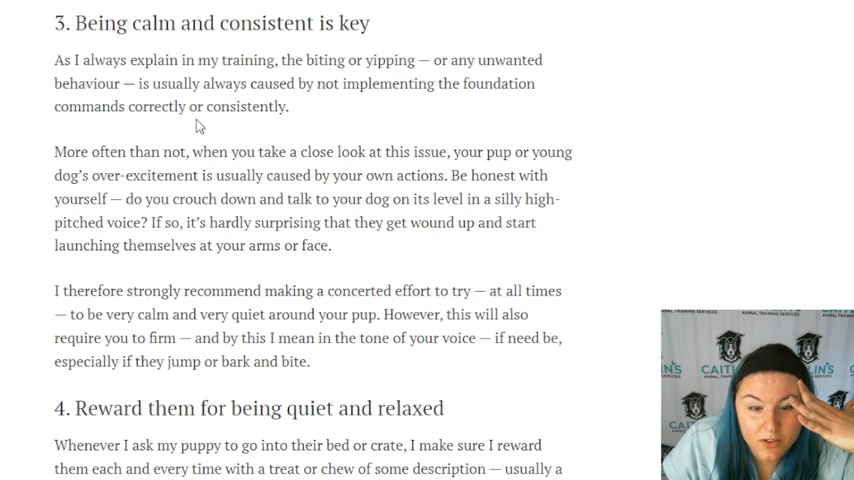 3. Being calm and consistent is key
As I always explain in my training, the biting or yipping — or any unwanted
behaviour — is usually always caused by not implementing the foundation
commands correctly or consistently.
More often than not, when you take a close look at this issue, your pup or young
dog’s over-excitement is usually caused by your own actions. Be honest with
yourself — do you crouch down and talk to your dog on its level in a silly high-
pitched voice? If so, it’s hardly surprising that they get wound up and start
launching themselves at your arms or face.
I therefore strongly recommend making a concerted effort to try — at all times
— to be very calm and very quiet around your pup. However, this will also
require you to firm — and by this I mean in the tone of your voice — if need be,
especially if they jump or bark and bite.
4. Reward them for being quiet and relaxed
Whenever I ask my puppy to go into their bed or crate, I make sure I reward
them each and every time with a treat or chew of some description — usually a